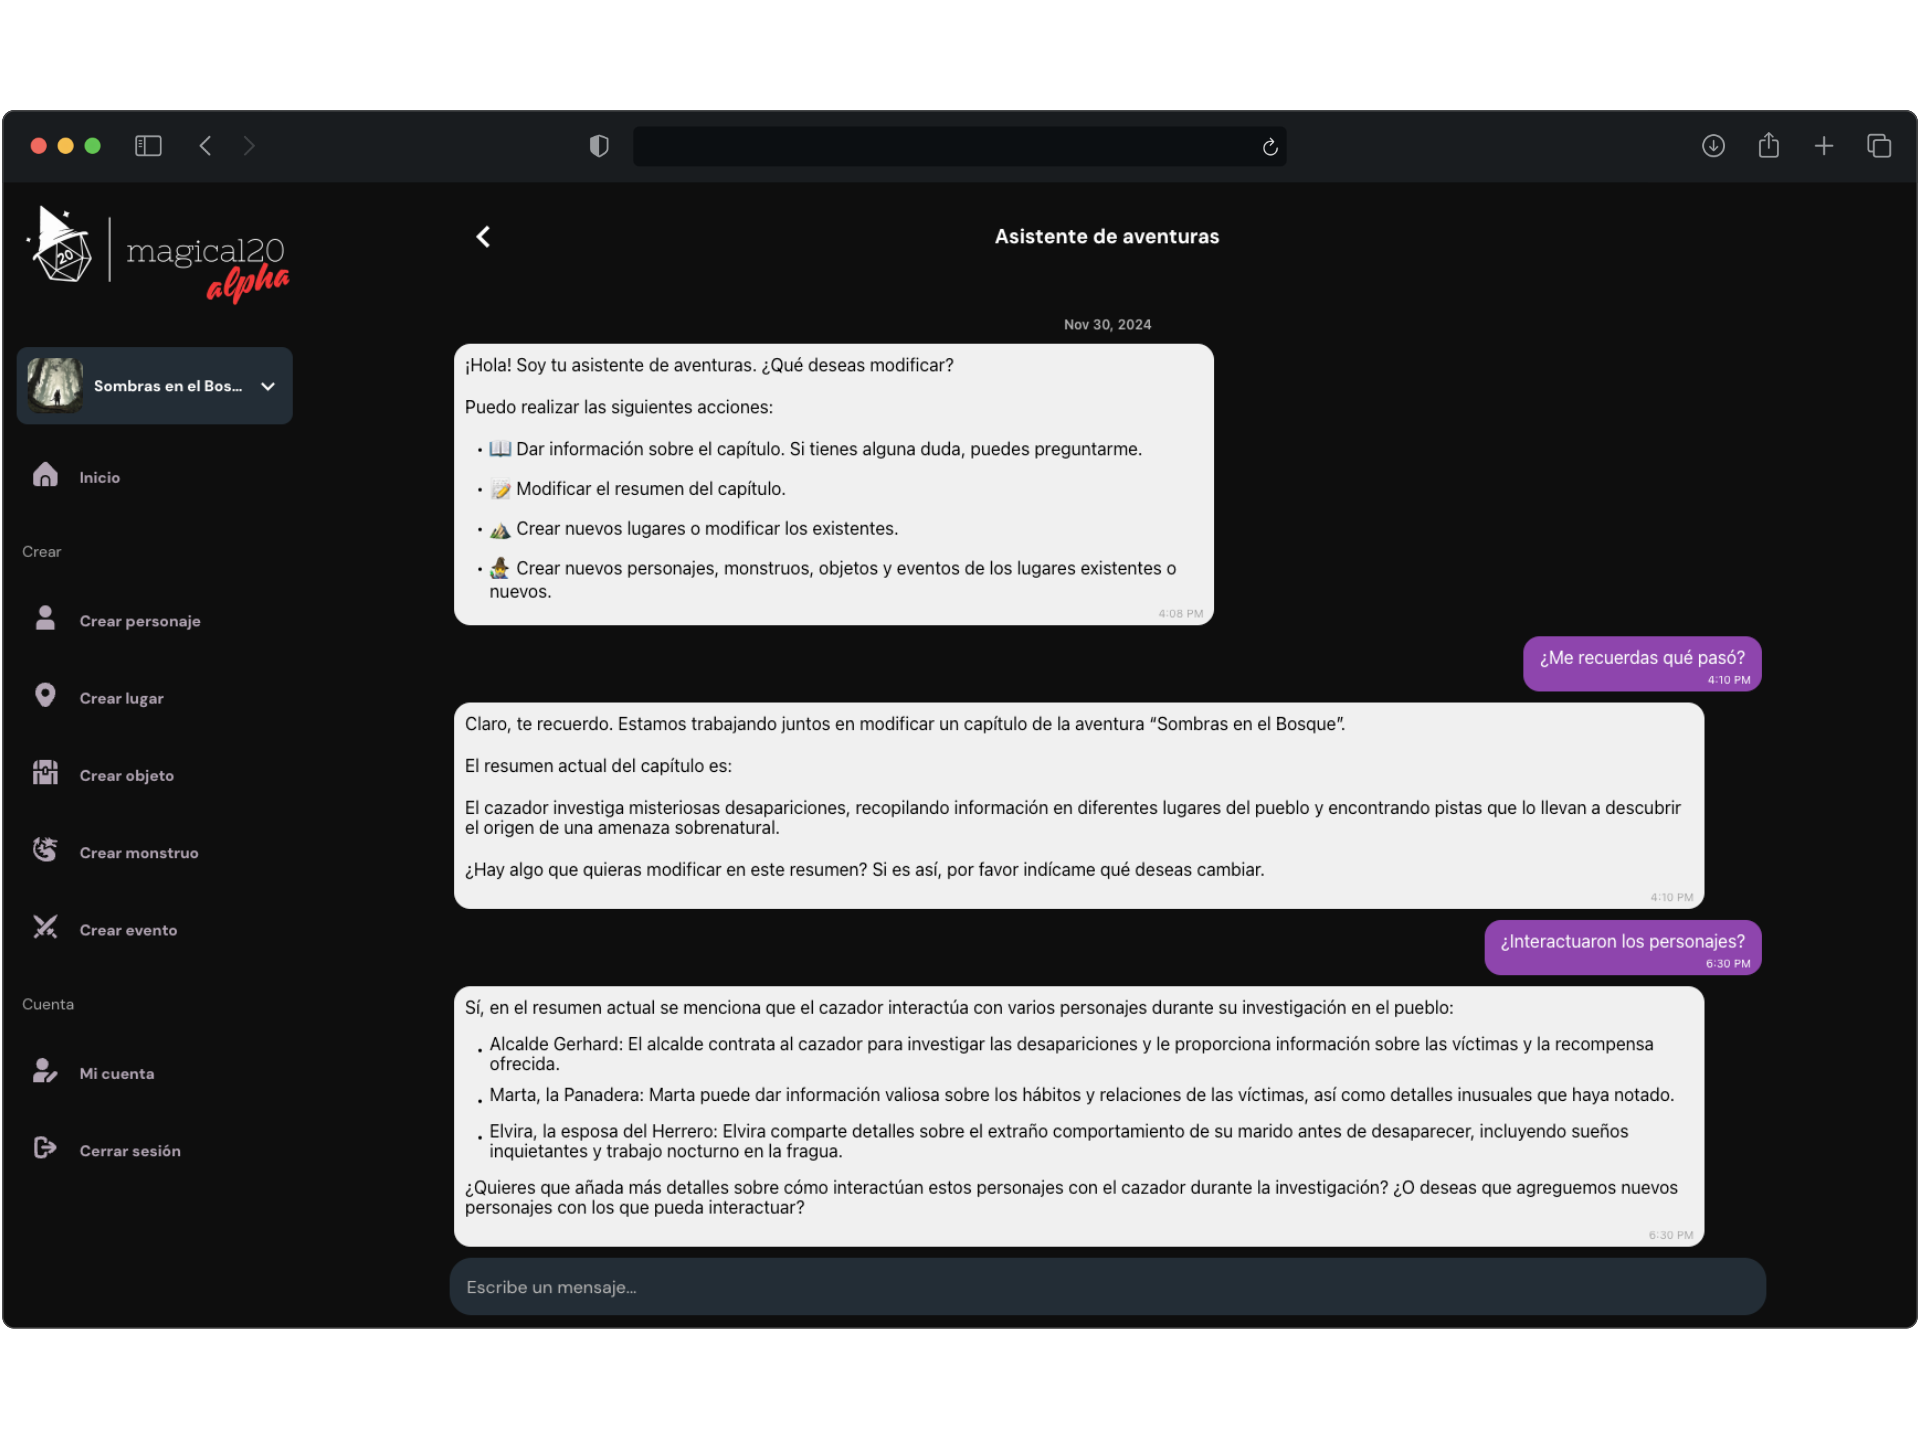 20
magical20
alpha
Sombras en el Bos...
Inicio
Crear
Crear personaje
Crear lugar
Crear objeto
Crear monstruo
Crear evento
Cuenta
Mi cuenta
Cerrar sesión
Asistente de aventuras
Nov 30, 2024
¡Hola! Soy tu asistente de aventuras. ¿Qué deseas modificar?
Puedo realizar las siguientes acciones:
• 📖 Dar información sobre el capítulo. Si tienes alguna duda, puedes preguntarme.
• 📝 Modificar el resumen del capítulo.
• ⛰️ Crear nuevos lugares o modificar los existentes.
• 🧙‍♂️ Crear nuevos personajes, monstruos, objetos y eventos de los lugares existentes o
nuevos.
4:08 PM
¿Me recuerdas qué pasó?
4:10 PM
Claro, te recuerdo. Estamos trabajando juntos en modificar un capítulo de la aventura “Sombras en el Bosque”.
El resumen actual del capítulo es:
El cazador investiga misteriosas desapariciones, recopilando información en diferentes lugares del pueblo y encontrando pistas que lo llevan a descubrir
el origen de una amenaza sobrenatural.
¿Hay algo que quieras modificar en este resumen? Si es así, por favor indícame qué deseas cambiar.
4:10 PM
¿Interactuaron los personajes?
6:30 PM
Sí, en el resumen actual se menciona que el cazador interactúa con varios personajes durante su investigación en el pueblo:
• Alcalde Gerhard: El alcalde contrata al cazador para investigar las desapariciones y le proporciona información sobre las víctimas y la recompensa
ofrecida.
• Marta, la Panadera: Marta puede dar información valiosa sobre los hábitos y relaciones de las víctimas, así como detalles inusuales que haya notado.
• Elvira, la esposa del Herrero: Elvira comparte detalles sobre el extraño comportamiento de su marido antes de desaparecer, incluyendo sueños
inquietantes y trabajo nocturno en la fragua.
¿Quieres que añada más detalles sobre cómo interactúan estos personajes con el cazador durante la investigación? ¿O deseas que agreguemos nuevos
personajes con los que pueda interactuar?
6:30 PM
Escribe un mensaje...